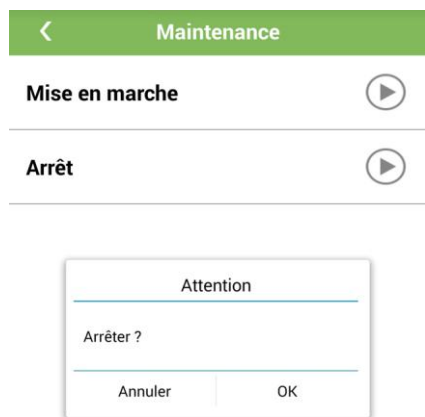 Maintenance
Mise en marche
Arrêt
Attention
Arrêter ?
Annuler OK